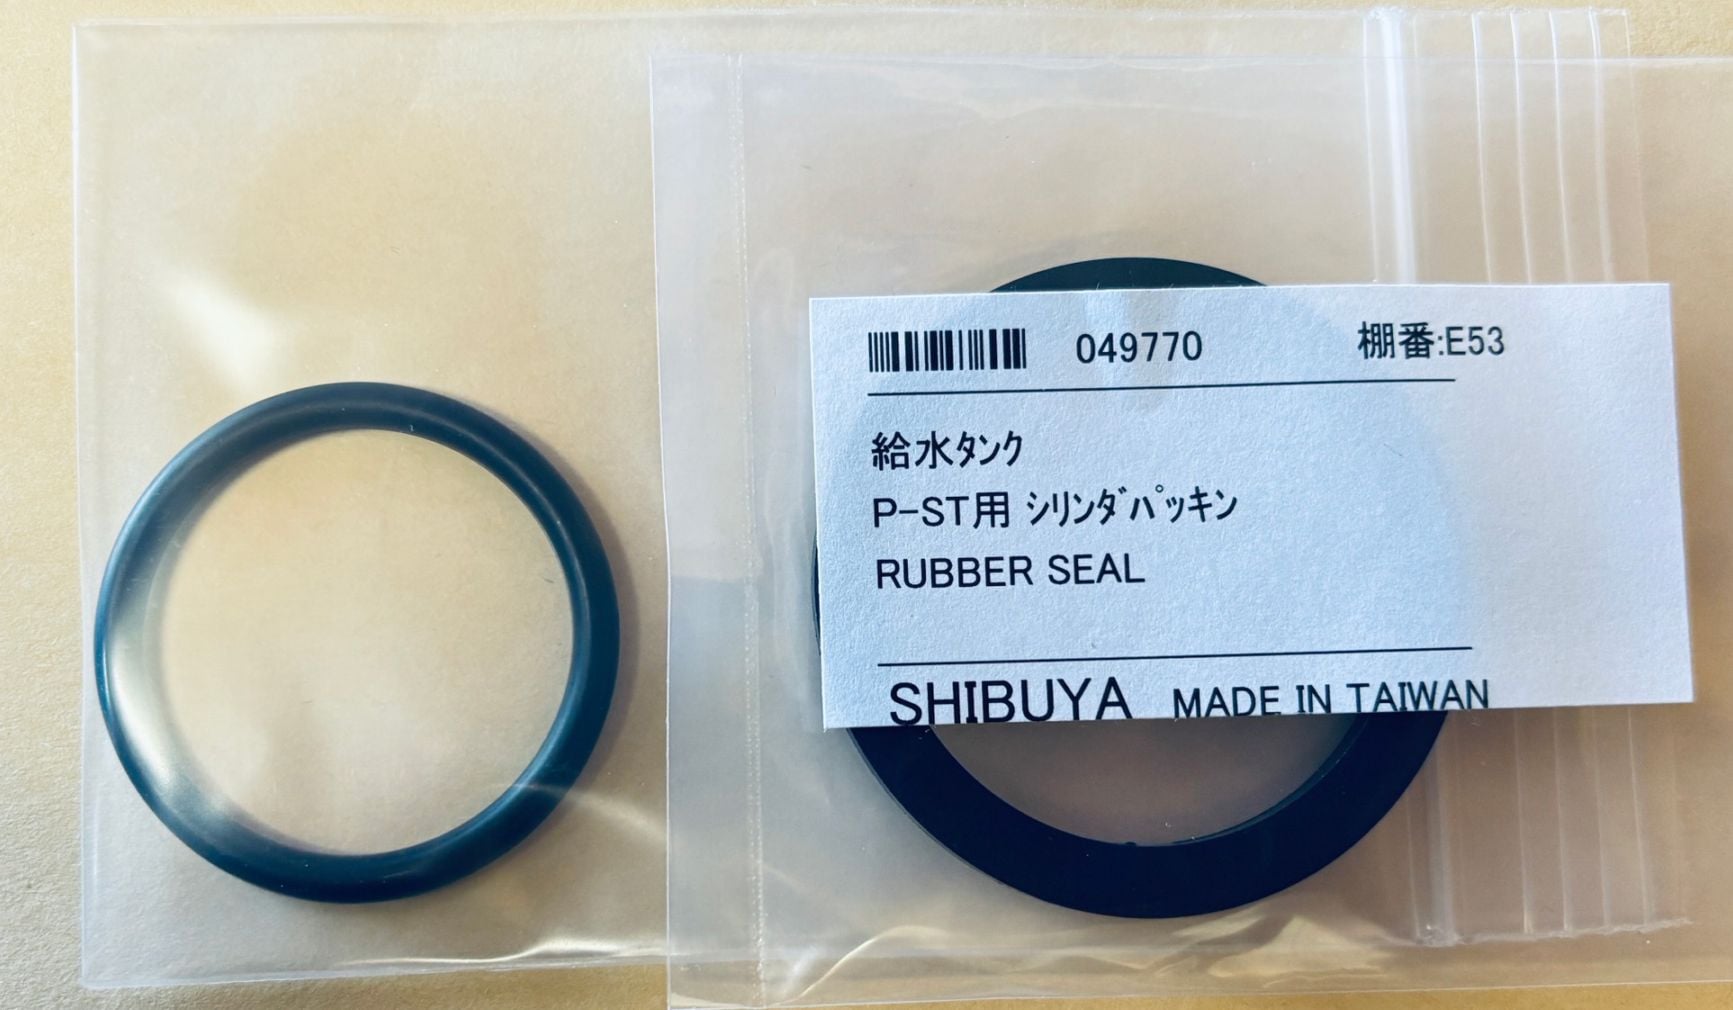 049770 棚番:E53
給水ﾀﾝｸ
P-ST用 ｼﾘﾝﾀﾞﾊﾟｯｷﾝ
RUBBER SEAL
SHIBUYA MADE IN TAIWAN